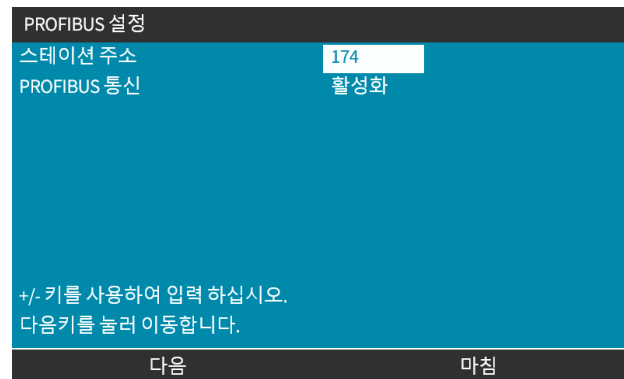 PROFIBUS 설정
스테이션 주소 174
PROFIBUS 통신 활성화
+/- 키를 사용하여 입력 하십시오.
다음키를 눌러 이동합니다.
다음 마침